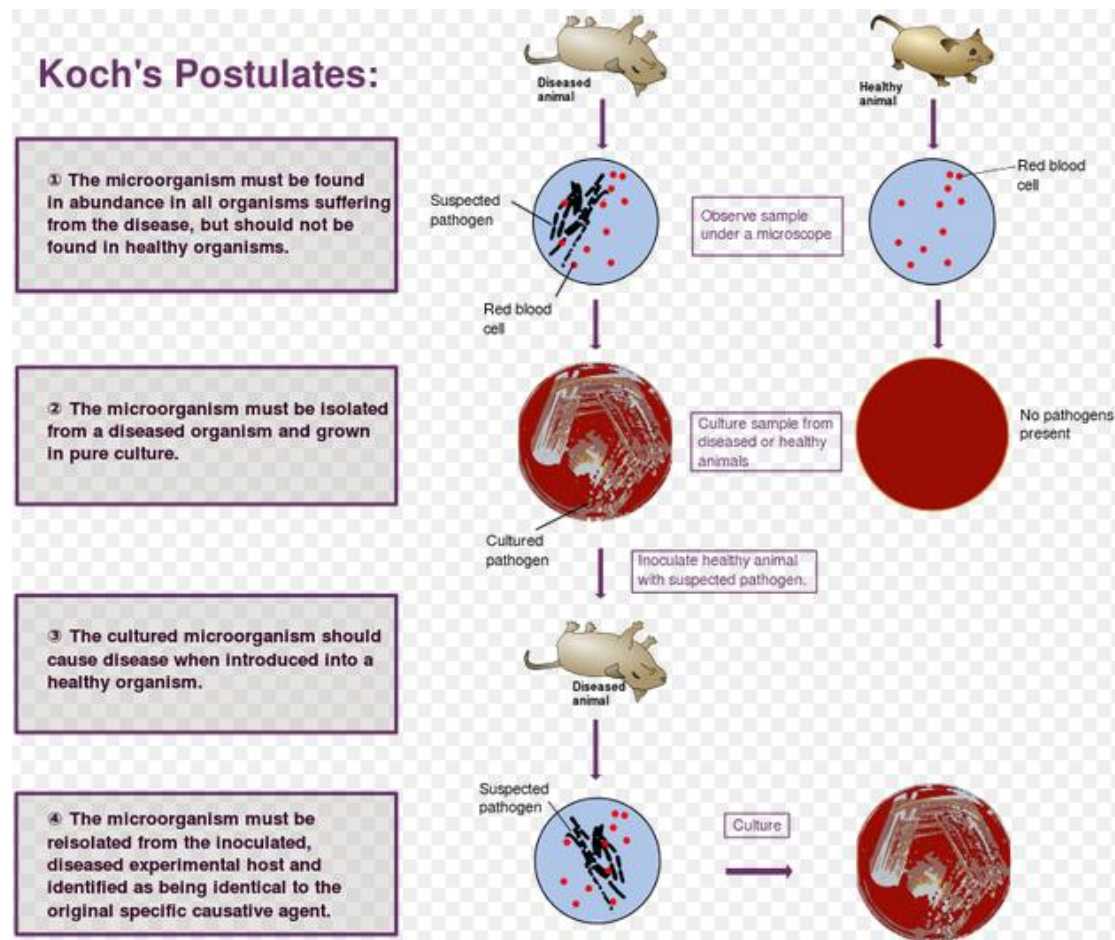 Koch's Postulates:
Diseased
animal
Healthy
animal
① The microorganism must be found
in abundance in all organisms suffering
from the disease, but should not be
found in healthy organisms.
Suspected
pathogen
Observe sample
under a microscope
Red blood
cell
Red blood
cell
② The microorganism must be isolated
from a diseased organism and grown
in pure culture.
Culture sample from
diseased or healthy
animals
No pathogens
present
Cultured
pathogen
Inoculate healthy animal
with suspected pathogen.
③ The cultured microorganism should
cause disease when introduced into a
healthy organism.
Diseased
animal
④ The microorganism must be
reisolated from the inoculated,
diseased experimental host and
identified as being identical to the
original specific causative agent.
Suspected
pathogen
Culture